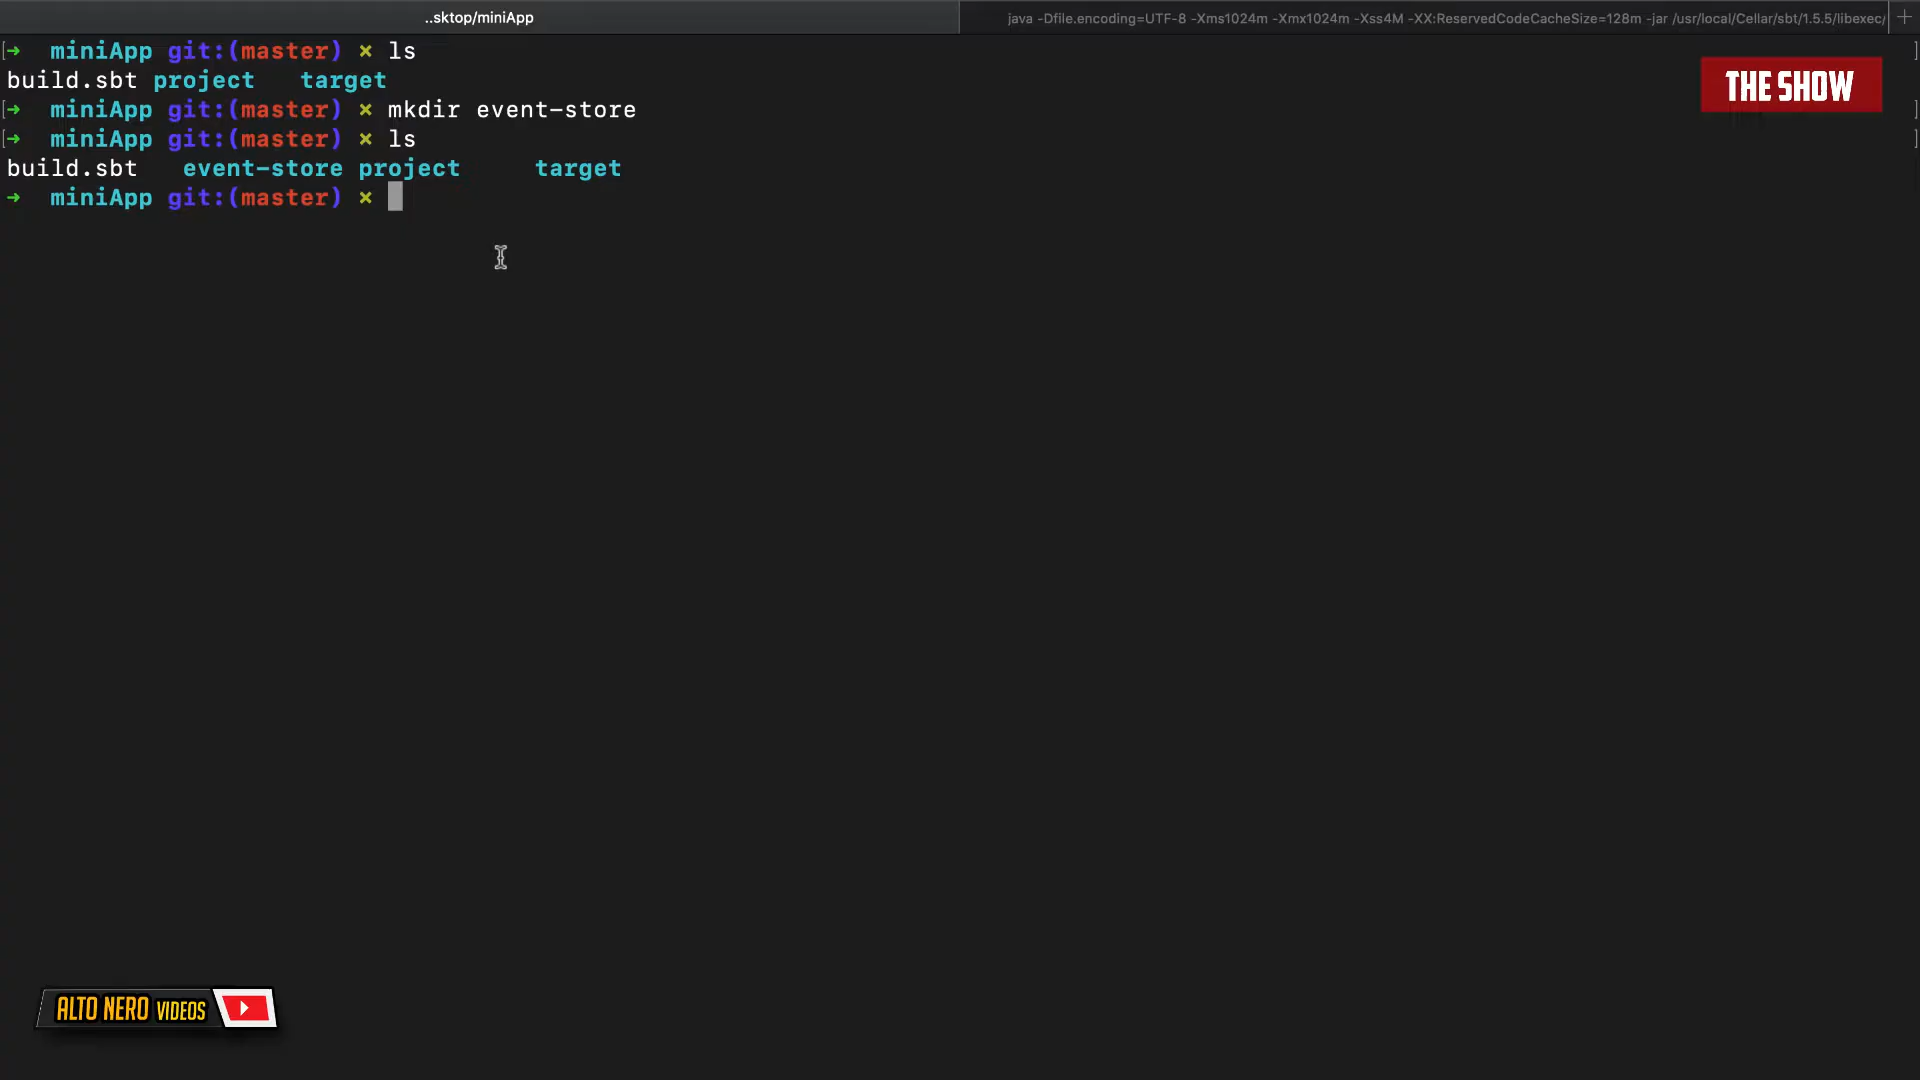 ..sktop/miniApp
java -Dfile.encoding=UTF-8 -Xms1024m -Xmx1024m -Xss4M -XX:ReservedCodeCacheSize=128m -jar /usr/local/Cellar/sbt/1.5.5/libexec/
[→ miniApp git:(master) × ls ]
build.sbt project target
[→ miniApp git:(master) × mkdir event-store ]
[→ miniApp git:(master) × ls ]
build.sbt event-store project target
→ miniApp git:(master) ×
THE SHOW
ALTO NERO VIDEOS